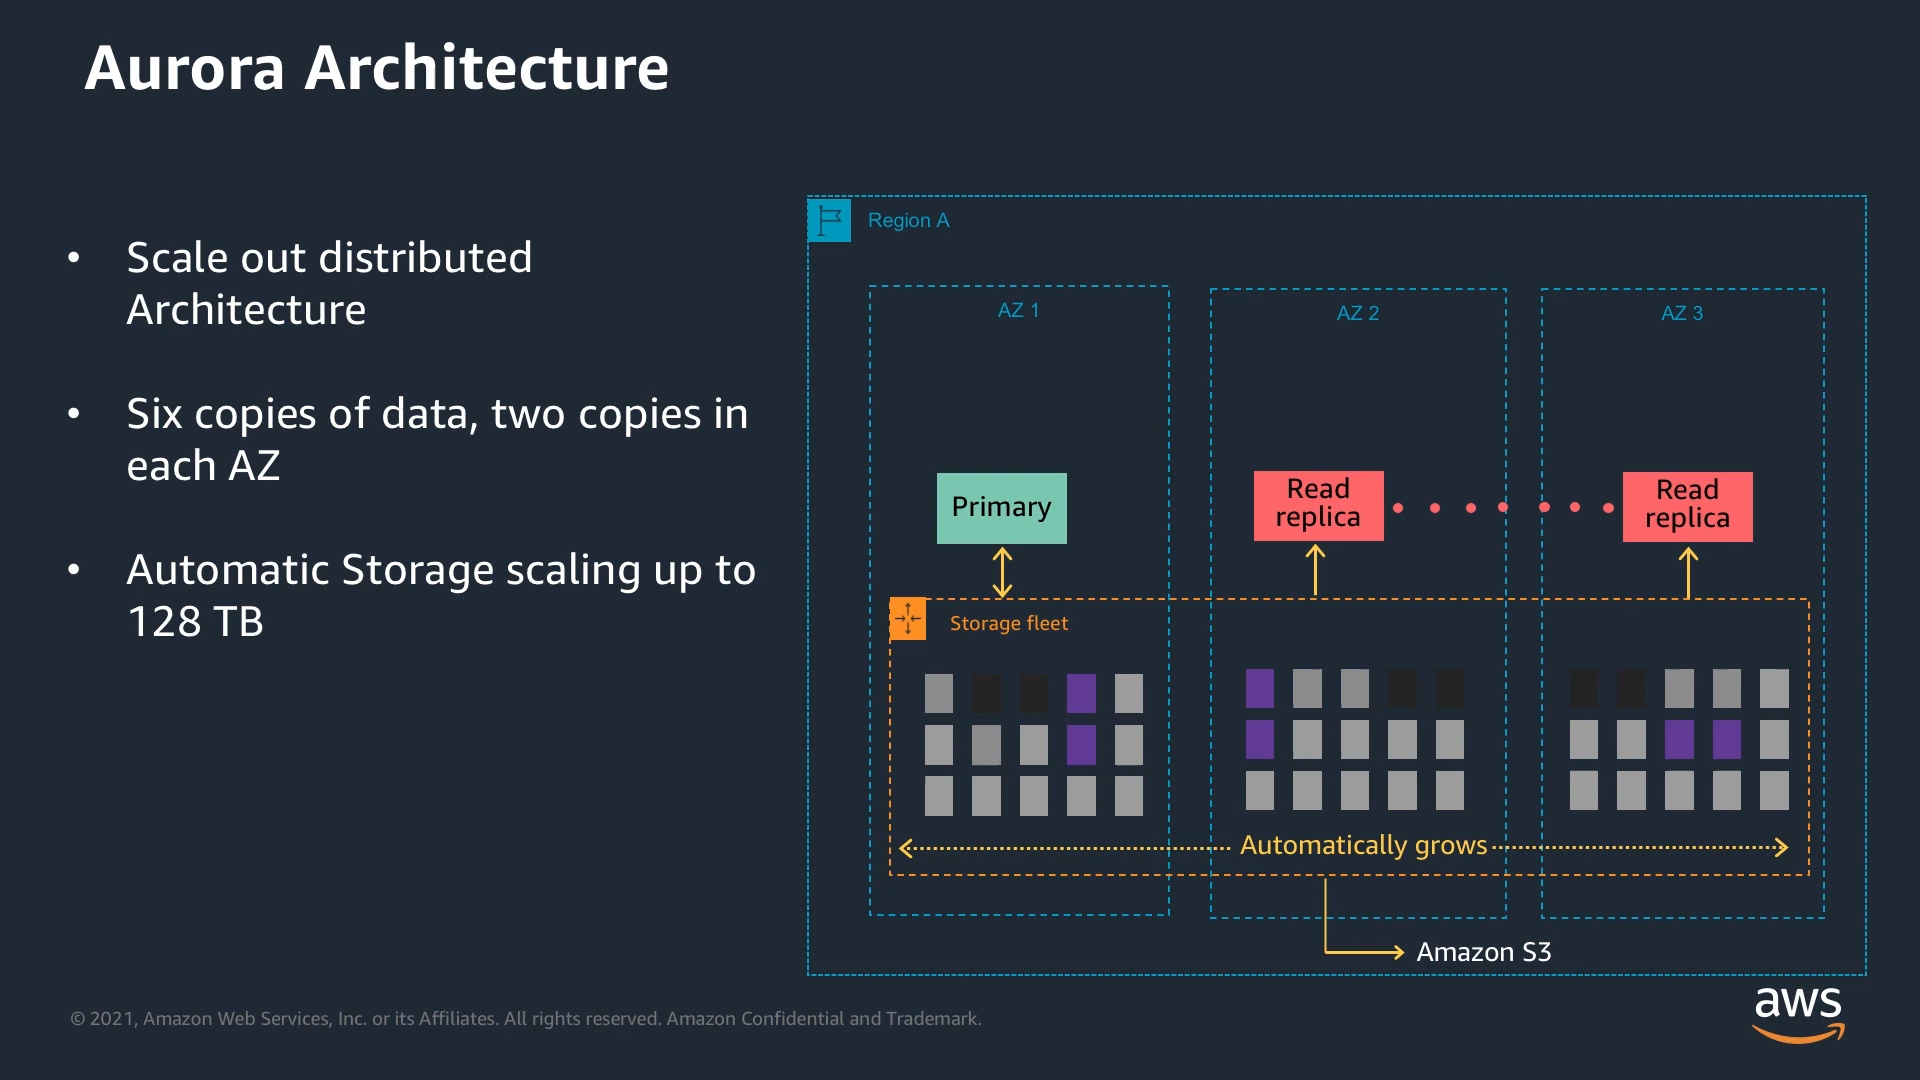 Aurora Architecture
• Scale out distributed
Architecture
• Six copies of data, two copies in
each AZ
• Automatic Storage scaling up to
128 TB
Region A
AZ 1
AZ 2
AZ 3
Primary
Read
replica
Read
replica
Storage fleet
Automatically grows
Amazon S3
© 2021, Amazon Web Services, Inc. or its Affiliates. All rights reserved. Amazon Confidential and Trademark.
aws